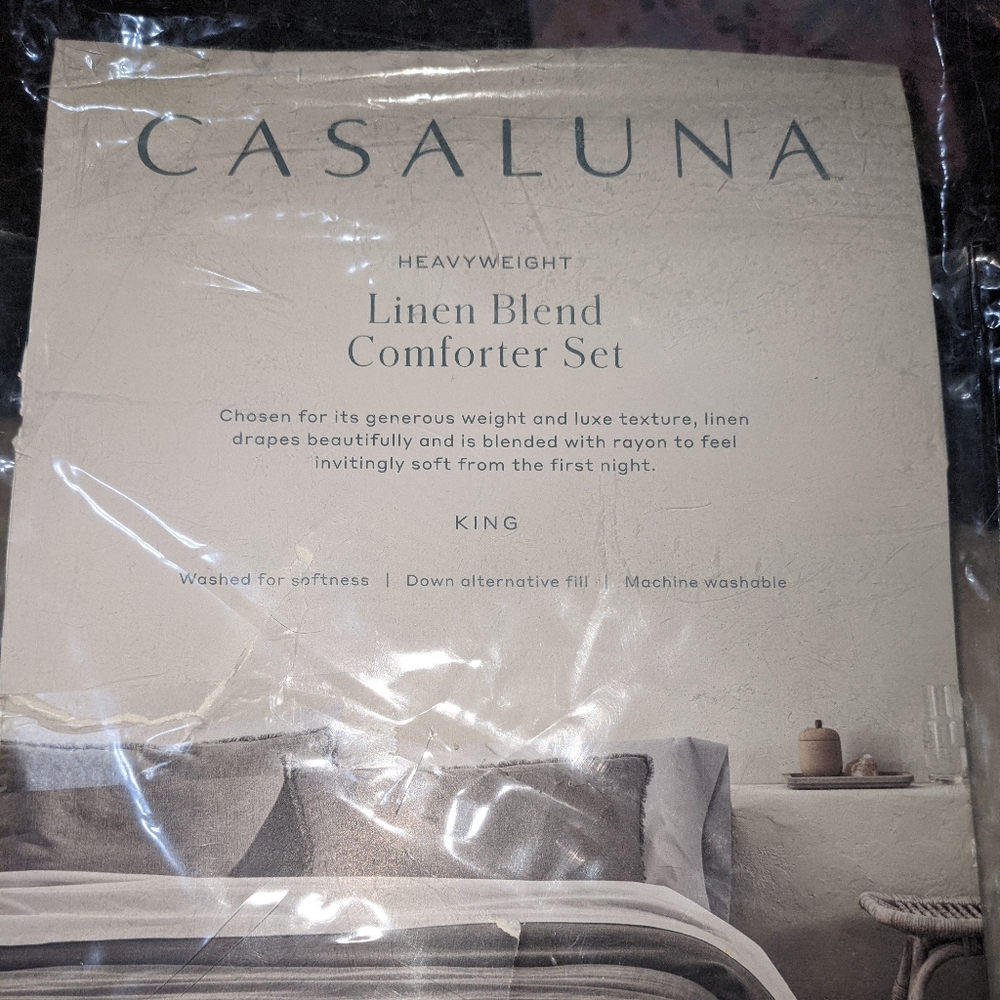 CASALUNA
HEAVYWEIGHT
Linen Blend
Comforter Set
Chosen for its generous weight and luxe texture, linen
drapes beautifully and is blended with rayon to feel
invitingly soft from the first night.
KING
Washed for softness | Down alternative fill | Machine washable